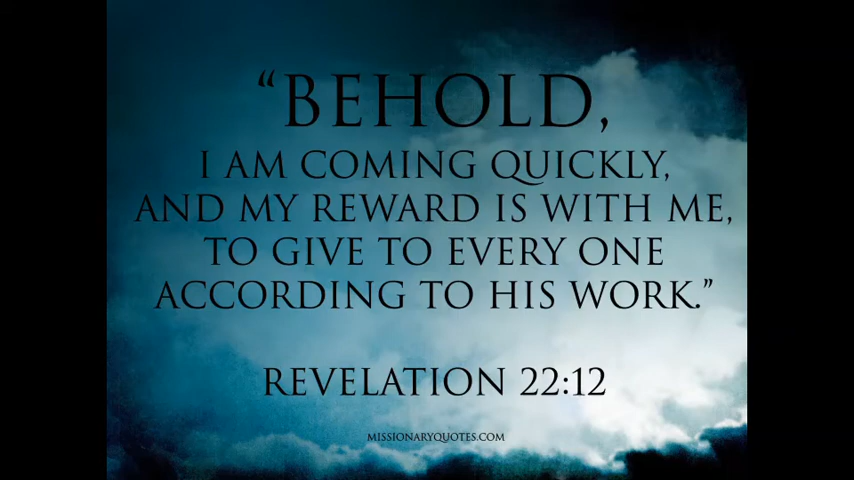 “BEHOLD,
I AM COMING QUICKLY,
AND MY REWARD IS WITH ME,
TO GIVE TO EVERY ONE
ACCORDING TO HIS WORK.”
REVELATION 22:12
MISSIONARYQUOTES.COM